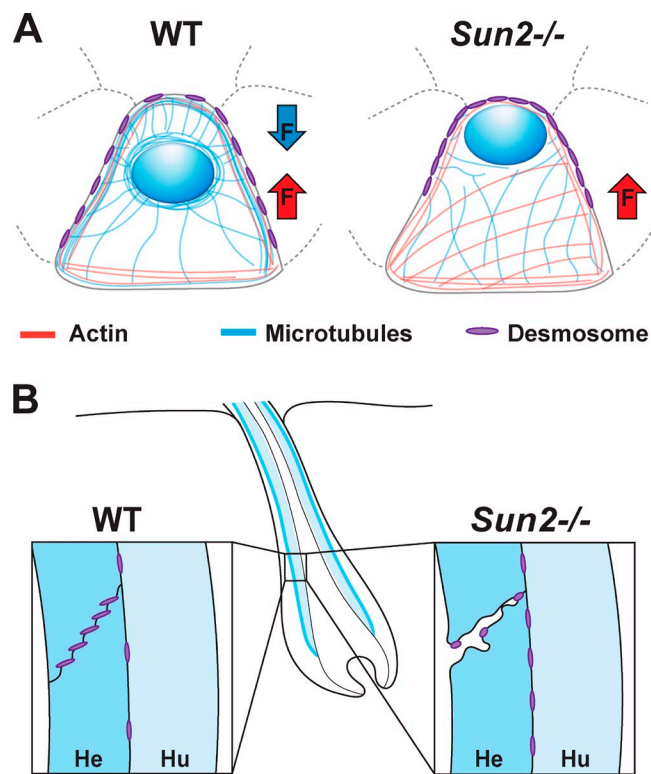 A
WT
Sun2-/-
F
F
F
Actin
Microtubules
Desmosome
B
WT
Sun2-/-
He
Hu
He
Hu